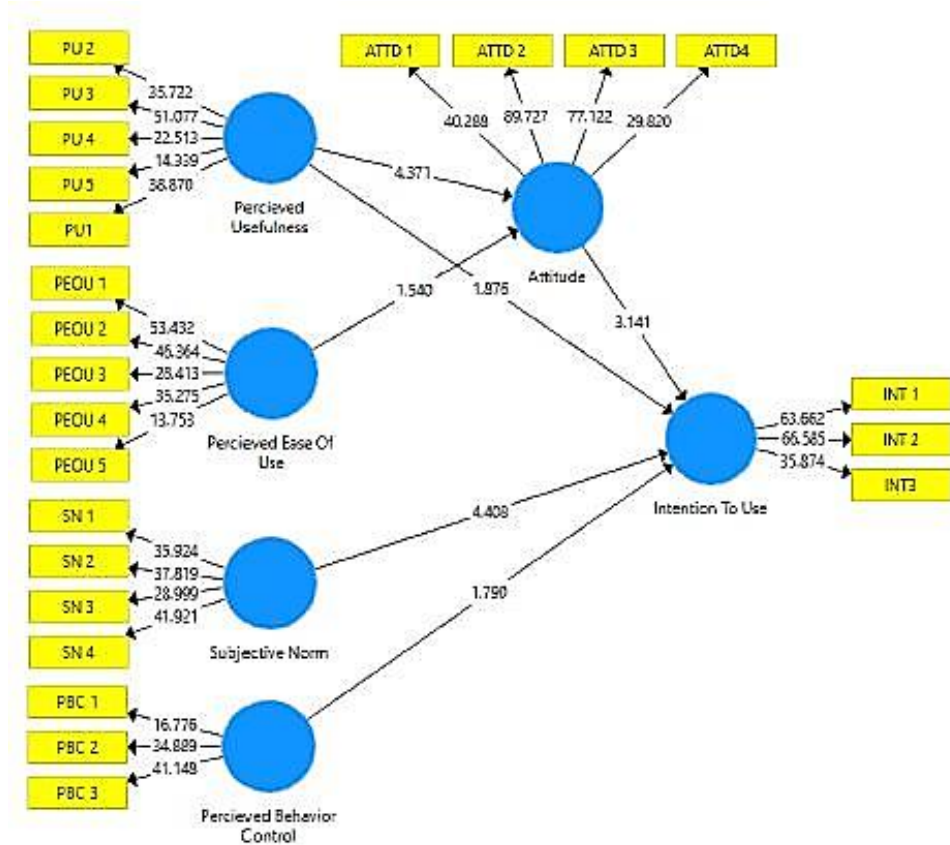 PU 2
PU 3
PU 4
PU 5
PU1
35.722
51.077
22.513
14.339
38.870
Percieved
Usefulness
ATTD 1
ATTD 2
ATTD 3
ATTD4
40.288
89.727
77.122
29.820
Attitude
4.371
1.540
1.876
3.141
PEOU 1
PEOU 2
PEOU 3
PEOU 4
PEOU 5
53.432
46.364
28.413
35.275
13.753
Percieved Ease Of
Use
INT 1
INT 2
INT3
63.662
66.585
35.874
Intention To Use
SN 1
SN 2
SN 3
SN 4
35.924
37.819
28.999
41.921
Subjective Norm
4.408
1.790
PBC 1
PBC 2
PBC 3
16.776
34.889
41.148
Percieved Behavior
Control